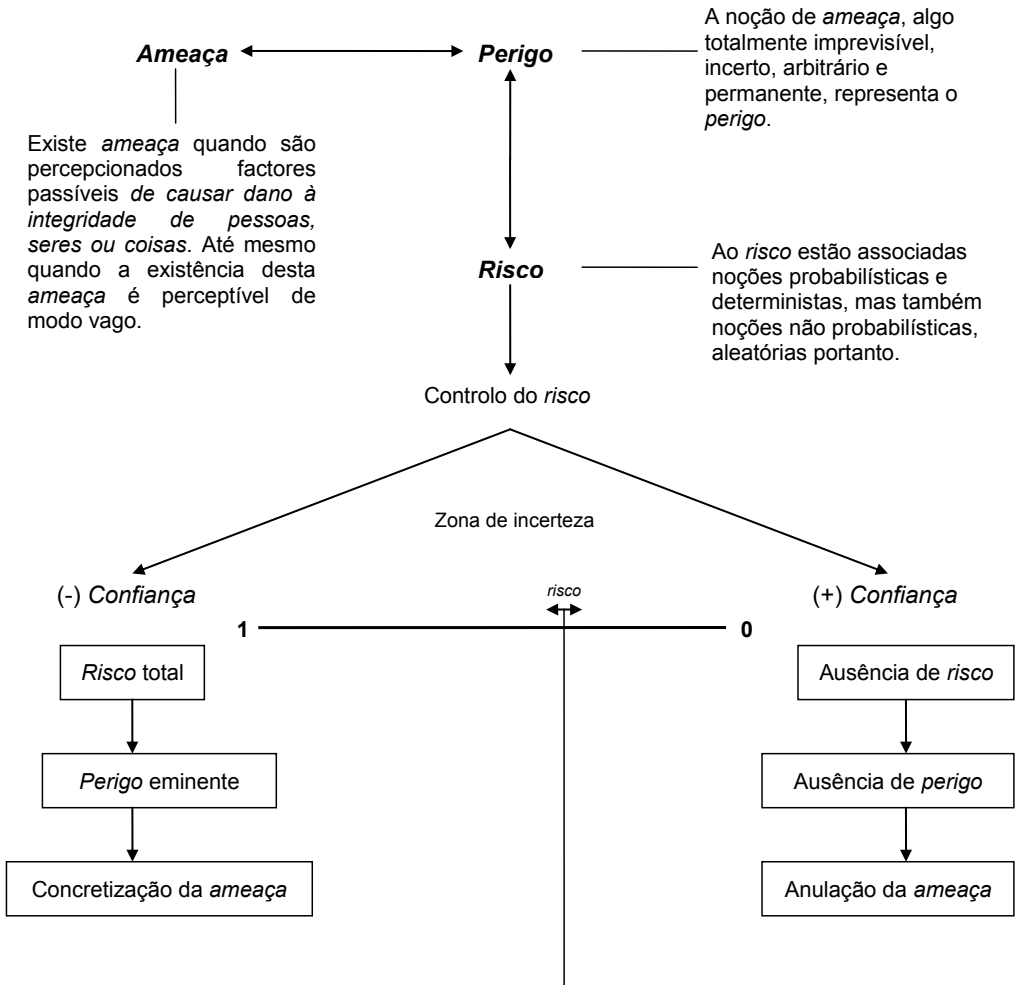 Ameaça
Perigo
A noção de ameaça, algo
totalmente imprevisível,
incerto, arbitrário e
permanente, representa o
perigo.
Existe ameaça quando são
percepcionados factores
passíveis de causar dano à
integridade de pessoas,
seres ou coisas. Até mesmo
quando a existência desta
ameaça é perceptível de
modo vago.
Risco
Ao risco estão associadas
noções probabilísticas e
deterministas, mas também
noções não probabilísticas,
aleatórias portanto.
Controlo do risco
Zona de incerteza
(-) Confiança
risco
(+) Confiança
1
0
Risco total
Ausência de risco
Perigo eminente
Ausência de perigo
Concretização da ameaça
Anulação da ameaça